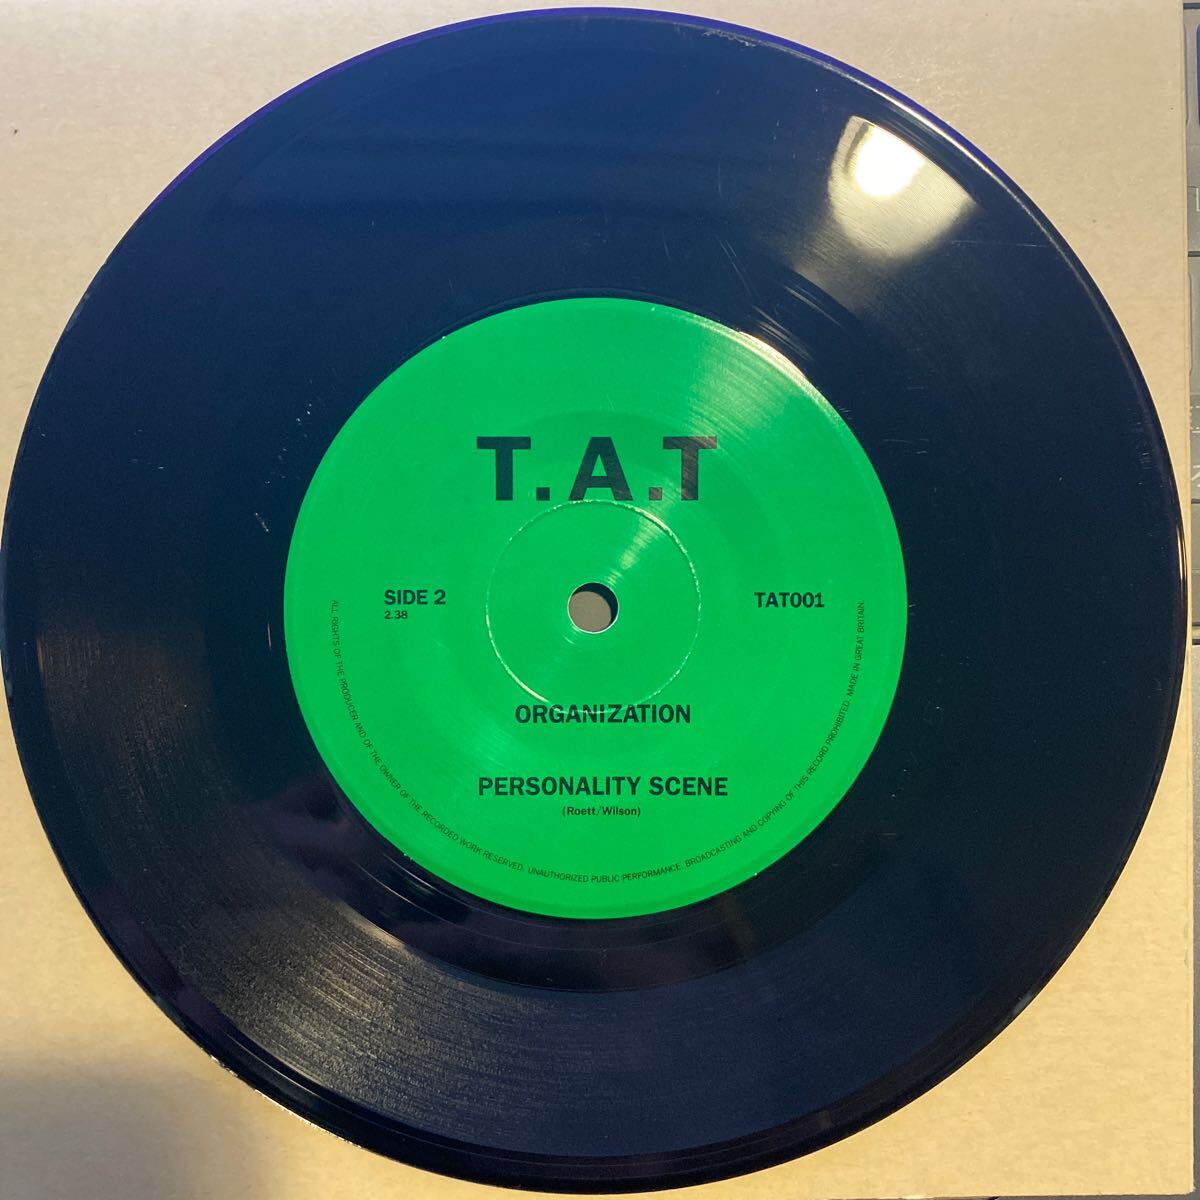 T.A.T
SIDE 2
2.38
TAT001
ORGANIZATION
PERSONALITY SCENE
(Roett/Wilson)
ALL RIGHTS OF THE PRODUCER AND OF THE OWNER OF THE RECORDED WORK RESERVED. UNAUTHORIZED PUBLIC PERFORMANCE. BROADCASTING AND COPYING OF THIS RECORD PROHIBITED. MADE IN GREAT BRITAIN.